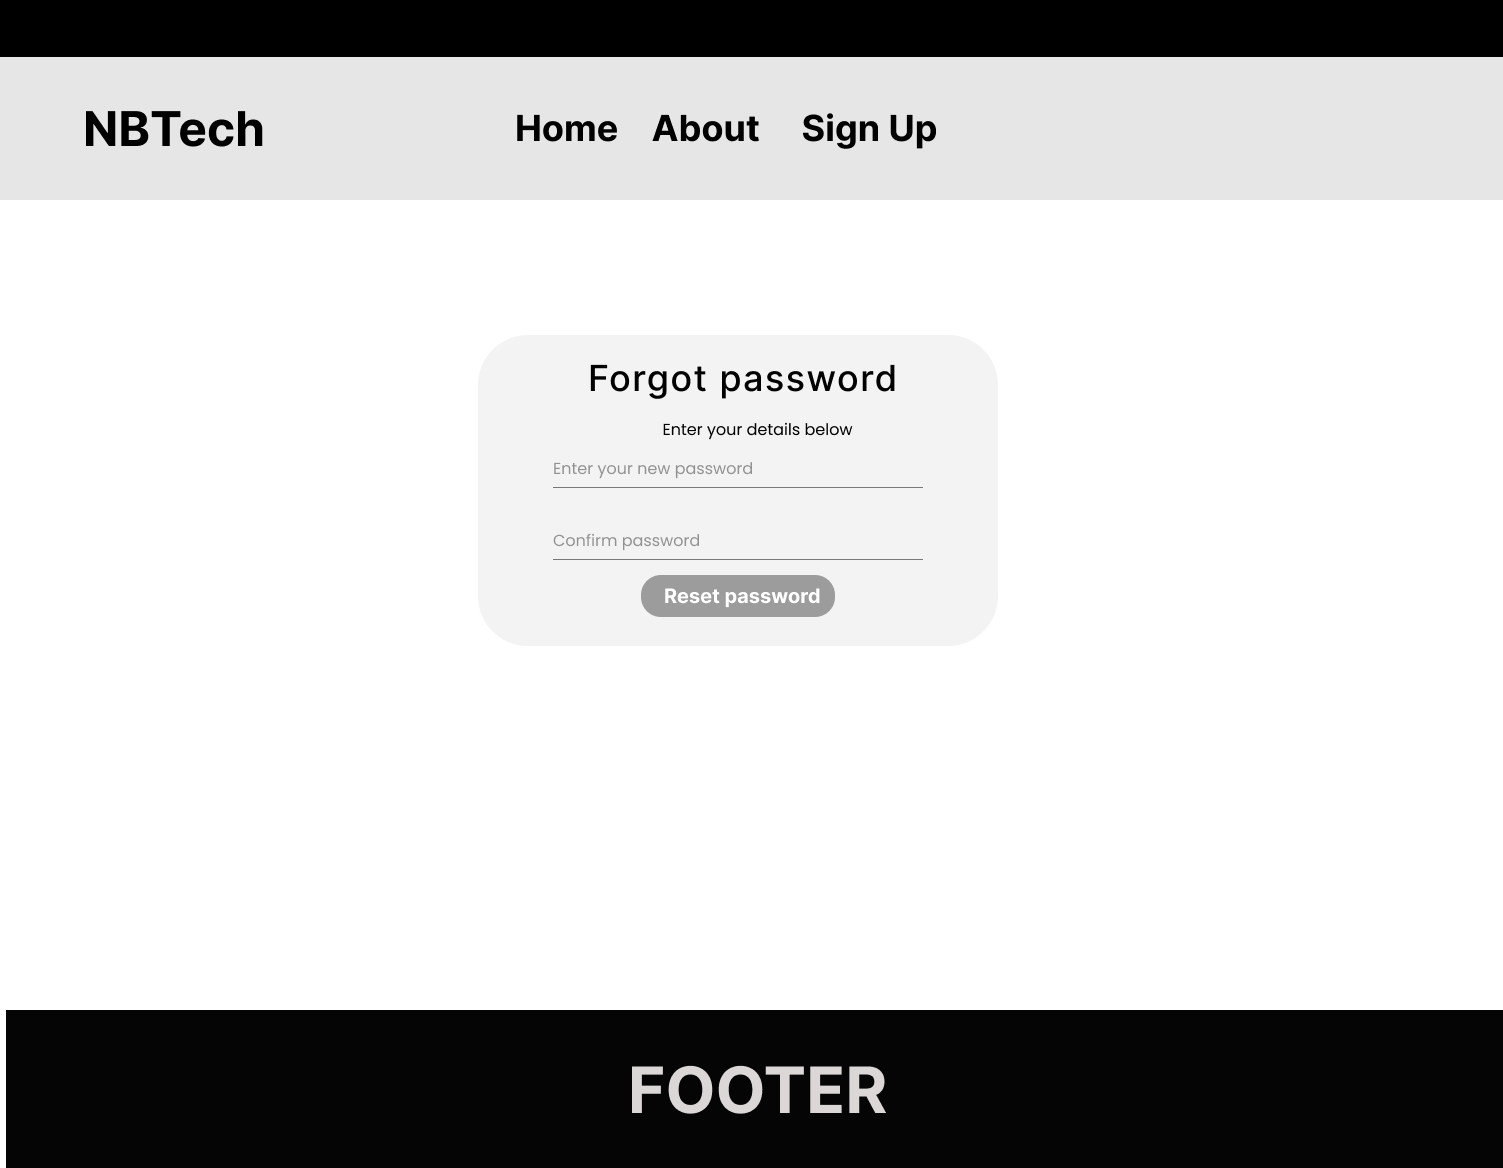 NBTech
Home About Sign Up
Forgot password
Enter your details below
Enter your new password
Confirm password
Reset password
FOOTER